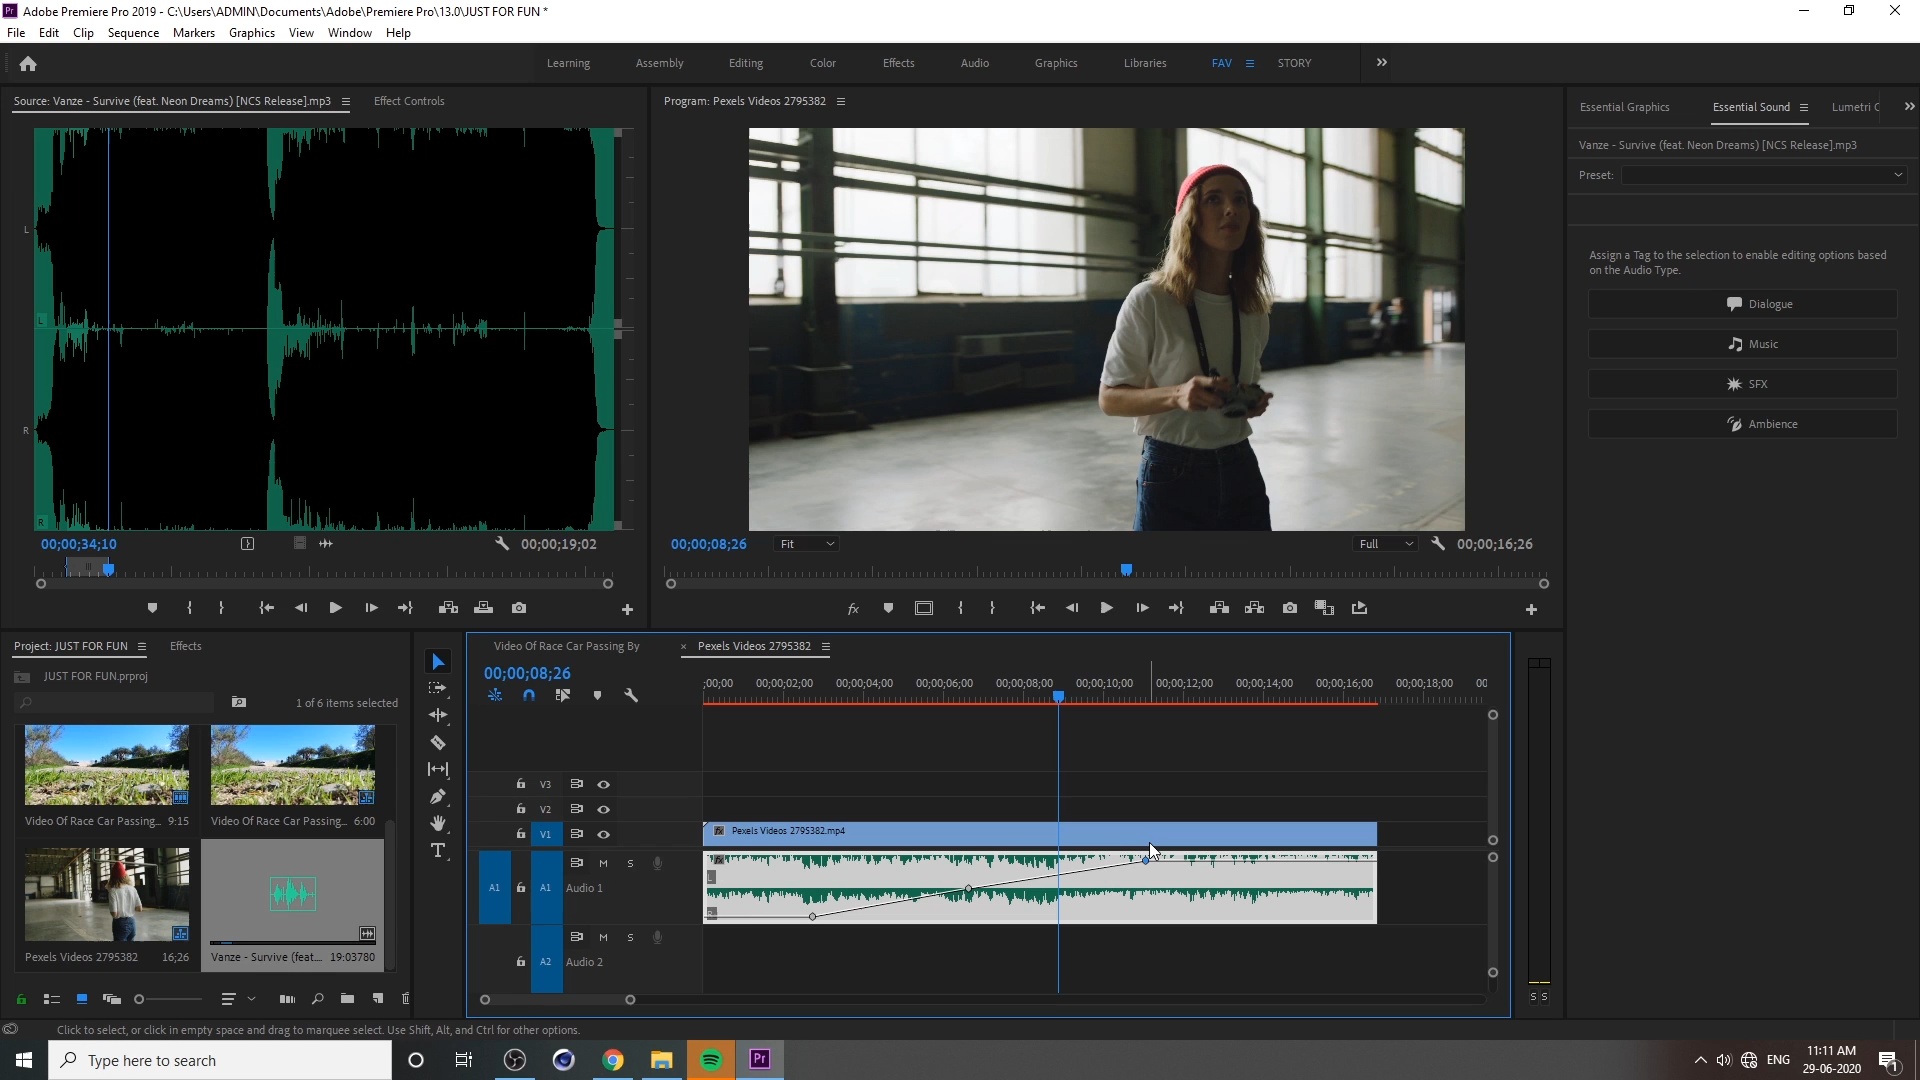 Adobe Premiere Pro 2019 - C:\Users\ADMIN\Documents\Adobe\Premiere Pro\13.0\JUST FOR FUN *
File Edit Clip Sequence Markers Graphics View Window Help
Learning Assembly Editing Color Effects Audio Graphics Libraries FAV STORY
Source: Vanze - Survive (feat. Neon Dreams) [NCS Release].mp3 Effect Controls
Program: Pexels Videos 2795382
Essential Graphics Essential Sound Lumetri C
Vanze - Survive (feat. Neon Dreams) [NCS Release].mp3
Preset:
Assign a Tag to the selection to enable editing options based
on the Audio Type.
Dialogue
Music
SFX
Ambience
L
L
R
R
00;00;34;10 00;00;19;02
00;00;08;26 Fit Full 00;00;16;26
Project: JUST FOR FUN Effects
JUST FOR FUN.prproj
1 of 6 items selected
Video Of Race Car Passing... 9:15 Video Of Race Car Passing... 6:00
Pexels Videos 2795382 16;26 Vanze - Survive (feat.... 19:03780
Video Of Race Car Passing By × Pexels Videos 2795382
00;00;08;26
;00;00 00;00;02;00 00;00;04;00 00;00;06;00 00;00;08;00 00;00;10;00 00;00;12;00 00;00;14;00 00;00;16;00 00;00;18;00 00
V3
V2
V1 fx Pexels Videos 2795382.mp4
M S
A1 A1 Audio 1
M S
A2 Audio 2
S S
Click to select, or click in empty space and drag to marquee select. Use Shift, Alt, and Ctrl for other options.
Type here to search
Pr
ENG
11:11 AM
29-06-2020
1